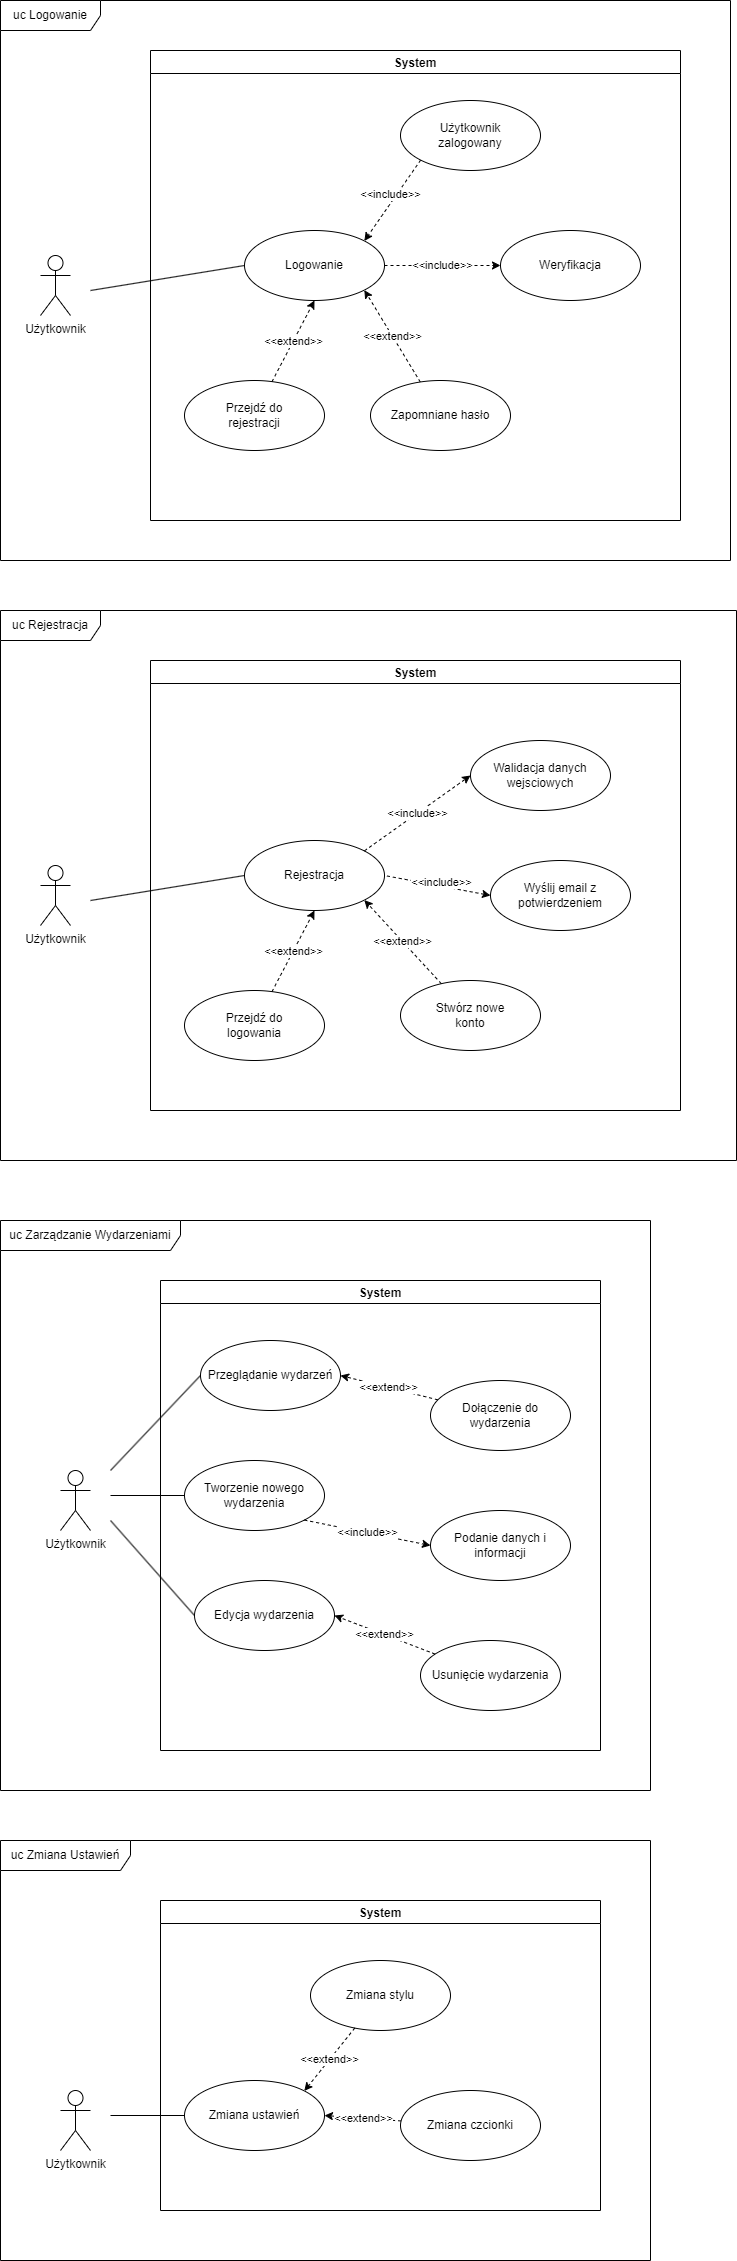 uc Logowanie
System
Użytkownik
zalogowany
<<include>>
Logowanie
<<include>>
Weryfikacja
Użytkownik
<<extend>>
<<extend>>
Przejdź do
rejestracji
Zapomniane hasło
uc Rejestracja
System
Walidacja danych
wejsciowych
<<include>>
Rejestracja
<<include>>
Wyślij email z
potwierdzeniem
Użytkownik
<<extend>>
<<extend>>
Przejdź do
logowania
Stwórz nowe
konto
uc Zarządzanie Wydarzeniami
System
Przeglądanie wydarzeń
<<extend>>
Dołączenie do
wydarzenia
Tworzenie nowego
wydarzenia
<<include>>
Podanie danych i
informacji
Użytkownik
Edycja wydarzenia
<<extend>>
Usunięcie wydarzenia
uc Zmiana Ustawień
System
Zmiana stylu
<<extend>>
Zmiana ustawień
<<extend>>
Zmiana czcionki
Użytkownik